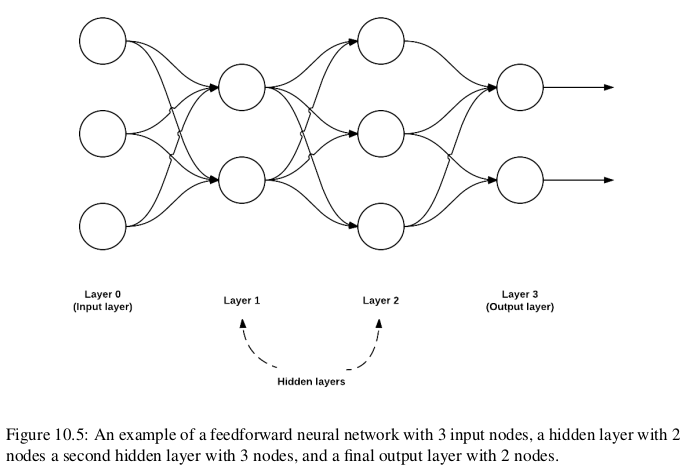 Layer 0
(Input layer)
Layer 1
Layer 2
Layer 3
(Output layer)
Hidden layers
Figure 10.5: An example of a feedforward neural network with 3 input nodes, a hidden layer with 2
nodes a second hidden layer with 3 nodes, and a final output layer with 2 nodes.